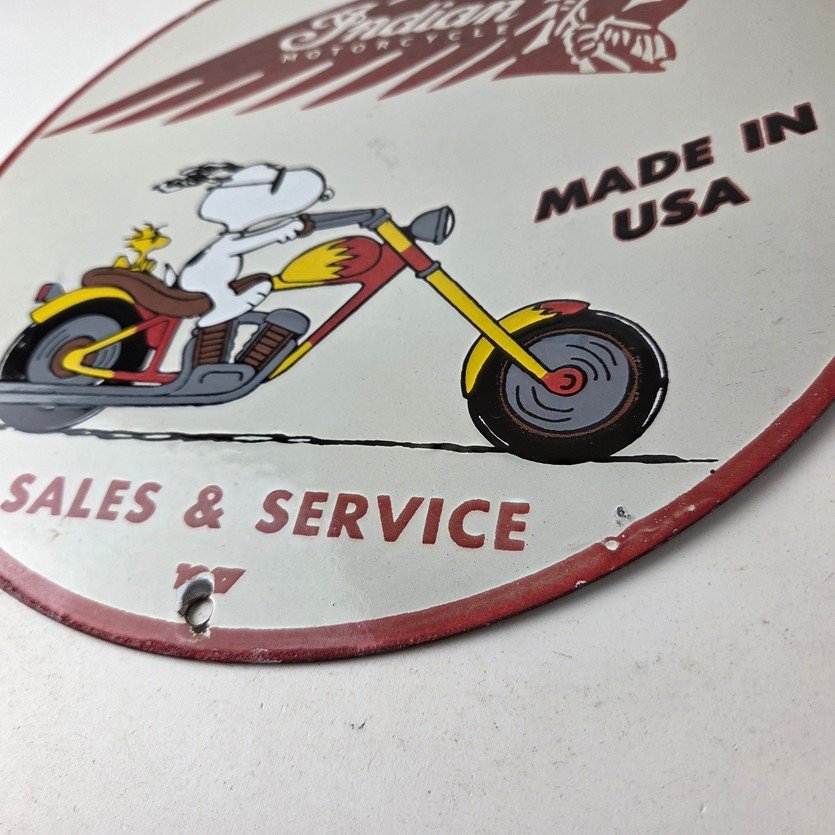 Indian
MOTORCYCLE
MADE IN
USA
SALES & SERVICE